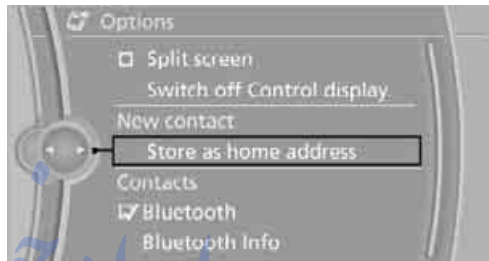 Options
Split screen
Switch off Control display
New contact
Store as home address
Contacts
Bluetooth
Bluetooth Info